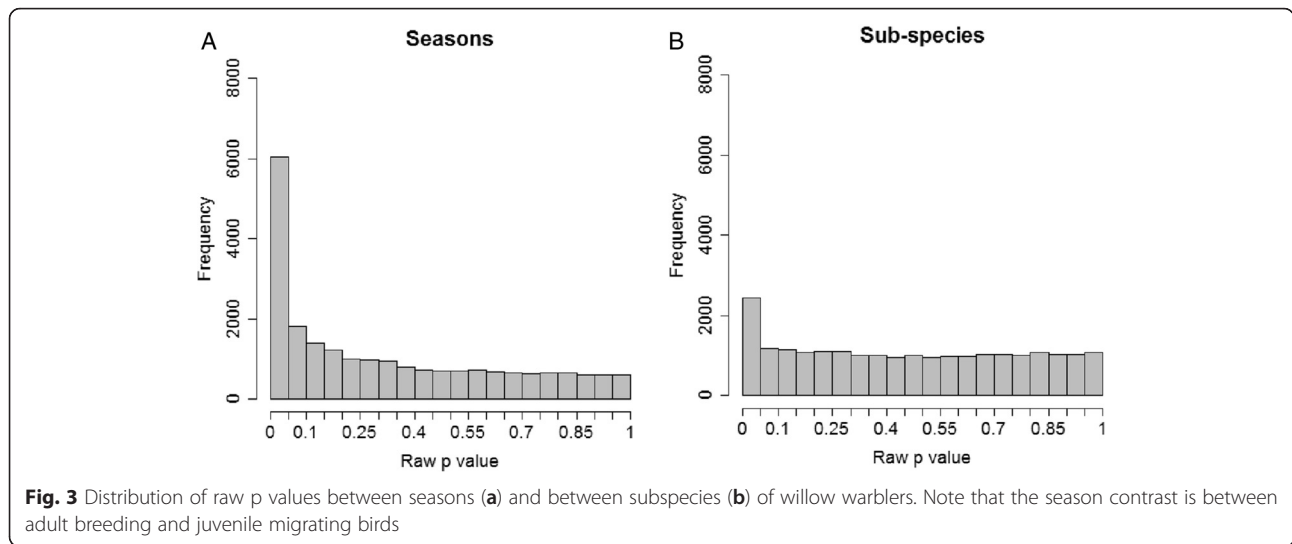 A
Seasons
Frequency
8000
6000
4000
2000
0
0 0.1 0.25 0.4 0.55 0.7 0.85 1
Raw p value
B
Sub-species
Frequency
8000
6000
4000
2000
0
0 0.1 0.25 0.4 0.55 0.7 0.85 1
Raw p value
Fig. 3 Distribution of raw p values between seasons (a) and between subspecies (b) of willow warblers. Note that the season contrast is between
adult breeding and juvenile migrating birds